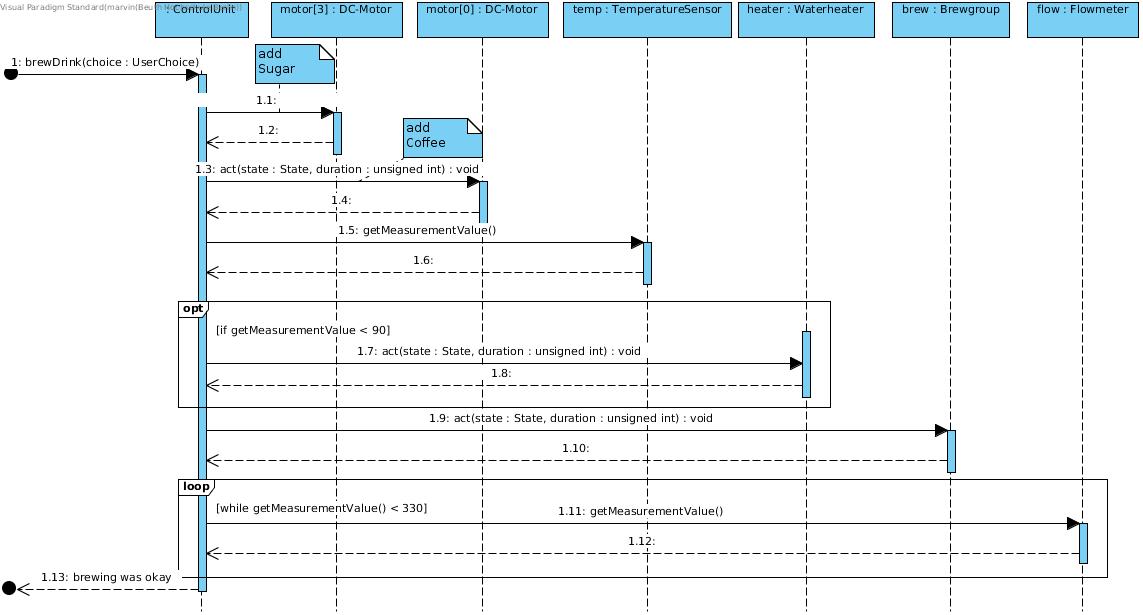 Visual Paradigm Standard(marvin(Beuth
: ControlUnit
motor[3] : DC-Motor
motor[0] : DC-Motor
temp : TemperatureSensor
heater : Waterheater
brew : Brewgroup
flow : Flowmeter
add
Sugar
1: brewDrink(choice : UserChoice)
1.1:
add
Coffee
1.2:
1.3: act(state : State, duration : unsigned int) : void
1.4:
1.5: getMeasurementValue()
1.6:
opt
[if getMeasurementValue < 90]
1.7: act(state : State, duration : unsigned int) : void
1.8:
1.9: act(state : State, duration : unsigned int) : void
1.10:
loop
[while getMeasurementValue() < 330]
1.11: getMeasurementValue()
1.12:
1.13: brewing was okay